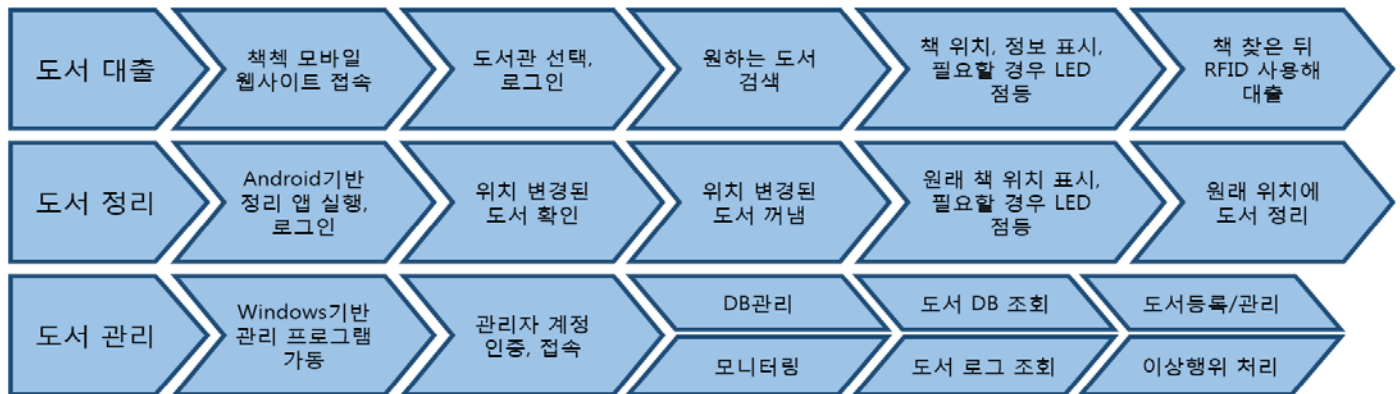 도서 대출
책첵 모바일
웹사이트 접속
도서관 선택,
로그인
원하는 도서
검색
책 위치, 정보 표시,
필요할 경우 LED
점등
책 찾은 뒤
RFID 사용해
대출
도서 정리
Android기반
정리 앱 실행,
로그인
위치 변경된
도서 확인
위치 변경된
도서 꺼냄
원래 책 위치 표시,
필요할 경우 LED
점등
원래 위치에
도서 정리
도서 관리
Windows기반
관리 프로그램
가동
관리자 계정
인증, 접속
DB관리
도서 DB 조회
도서등록/관리
모니터링
도서 로그 조회
이상행위 처리